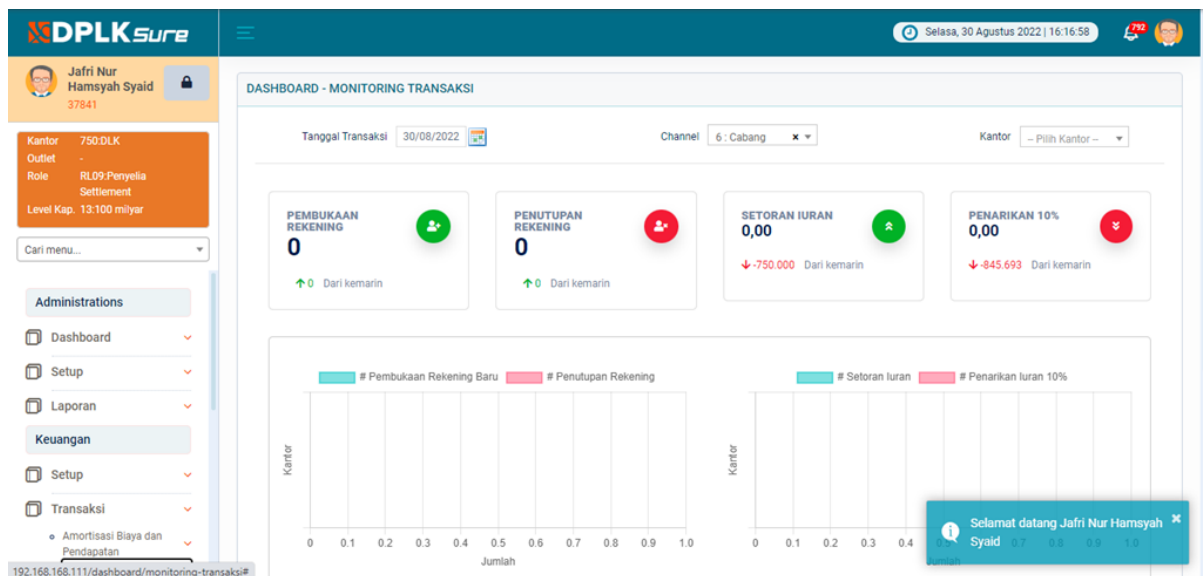 DPLKSure
Selasa, 30 Agustus 2022 | 16:16:58
792
Jafri Nur
Hamsyah Syaid
37841
Kantor 750:DLK
Outlet -
Role RL09:Penyelia
Settlement
Level Kap. 13:100 milyar
Cari menu...
Administrations
Dashboard
Setup
Laporan
Keuangan
Setup
Transaksi
Amortisasi Biaya dan
Pendapatan
192.168.168.111/dashboard/monitoring-transaksi#
DASHBOARD - MONITORING TRANSAKSI
Tanggal Transaksi 30/08/2022
Channel 6 : Cabang × 
Kantor -- Pilih Kantor --
PEMBUKAAN
REKENING
0
0 Dari kemarin
PENUTUPAN
REKENING
0
0 Dari kemarin
SETORAN IURAN
0,00
-750.000 Dari kemarin
PENARIKAN 10%
0,00
-845.693 Dari kemarin
# Pembukaan Rekening Baru # Penutupan Rekening
Kantor
0 0.1 0.2 0.3 0.4 0.5 0.6 0.7 0.8 0.9 1.0
Jumlah
# Setoran Iuran # Penarikan Iuran 10%
Kantor
0 0.1 0.2 0.3 0.4 0.5 0.6 0.7 0.8 0.9 1.0
Jumlah
Selamat datang Jafri Nur Hamsyah ×
Syaid